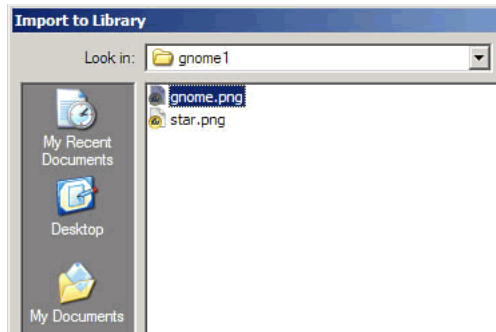 Import to Library
Look in: gnome1
gnome.png
star.png
My Recent
Documents
Desktop
My Documents